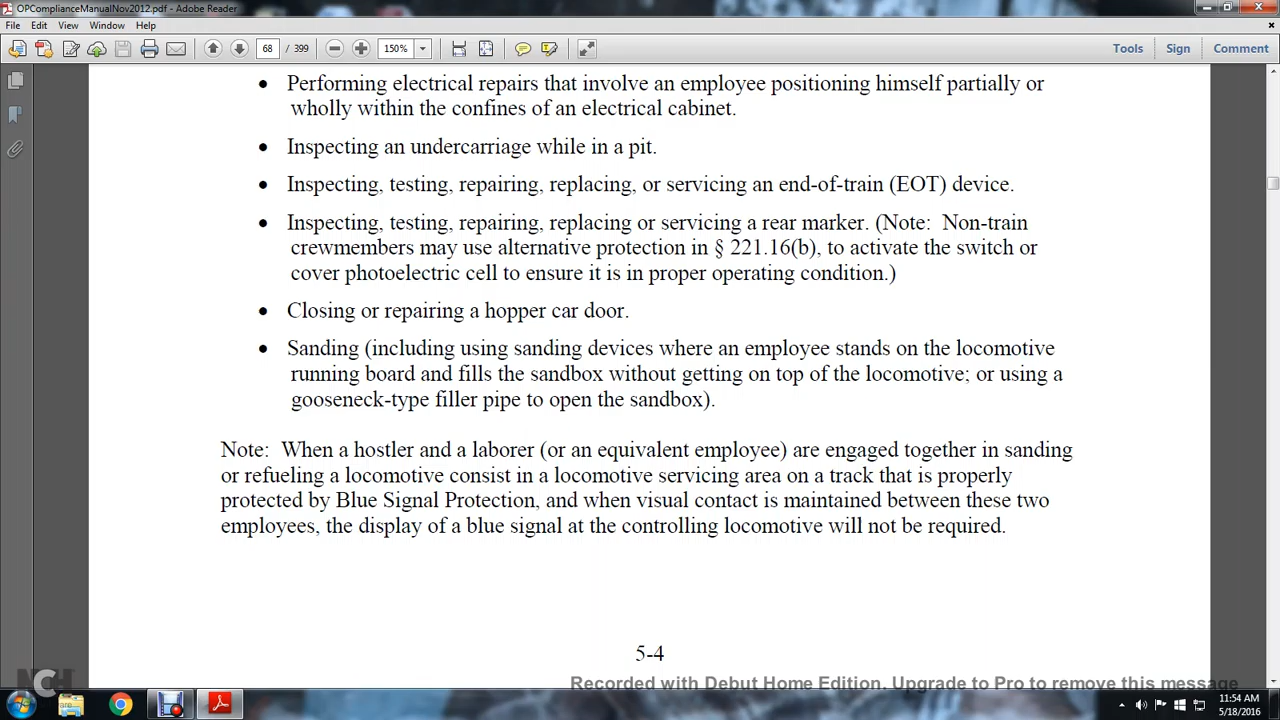 OPComplianceManualNov2012.pdf - Adobe Reader
File Edit View Window Help
68 / 399 150% Tools Sign Comment
• Performing electrical repairs that involve an employee positioning himself partially or
wholly within the confines of an electrical cabinet.
• Inspecting an undercarriage while in a pit.
• Inspecting, testing, repairing, replacing, or servicing an end-of-train (EOT) device.
• Inspecting, testing, repairing, replacing or servicing a rear marker. (Note: Non-train
crewmembers may use alternative protection in § 221.16(b), to activate the switch or
cover photoelectric cell to ensure it is in proper operating condition.)
• Closing or repairing a hopper car door.
• Sanding (including using sanding devices where an employee stands on the locomotive
running board and fills the sandbox without getting on top of the locomotive; or using a
gooseneck-type filler pipe to open the sandbox).
Note: When a hostler and a laborer (or an equivalent employee) are engaged together in sanding
or refueling a locomotive consist in a locomotive servicing area on a track that is properly
protected by Blue Signal Protection, and when visual contact is maintained between these two
employees, the display of a blue signal at the controlling locomotive will not be required.
5-4
Recorded with Debut Home Edition. Upgrade to Pro to remove this message
NCH
11:54 AM
5/18/2016